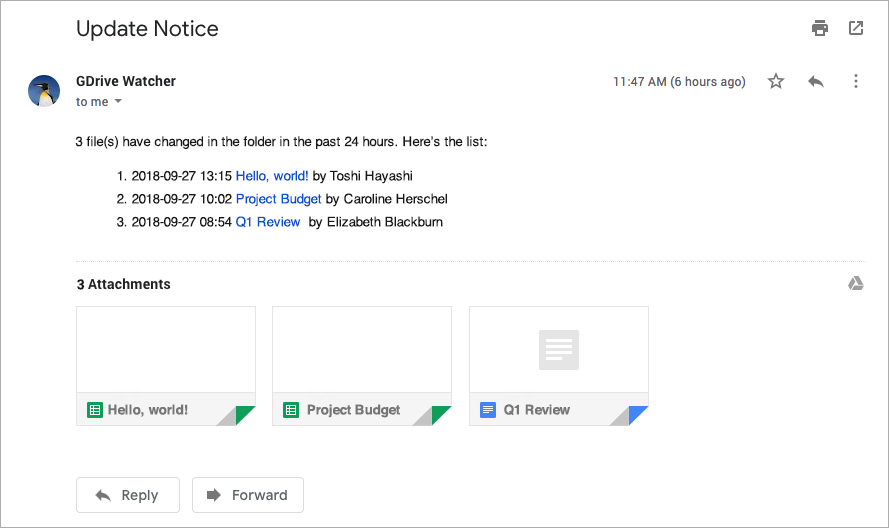 Update Notice
GDrive Watcher
11:47 AM (6 hours ago)
to me
3 file(s) have changed in the folder in the past 24 hours. Here's the list:
1. 2018-09-27 13:15 Hello, world! by Toshi Hayashi
2. 2018-09-27 10:02 Project Budget by Caroline Herschel
3. 2018-09-27 08:54 Q1 Review by Elizabeth Blackburn
3 Attachments
Hello, world!
Project Budget
Q1 Review
Reply
Forward